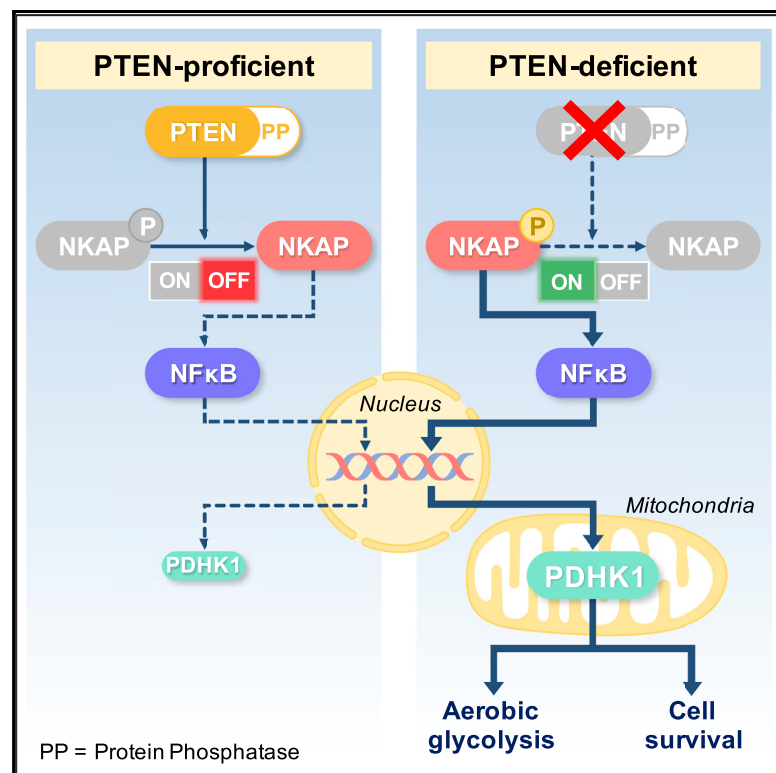 PTEN-proficient
PTEN PP
NKAP P
NKAP
ON OFF
NFκB
PDHK1
PTEN-deficient
PTEN PP
NKAP P
NKAP
ON OFF
NFκB
Nucleus
Mitochondria
PDHK1
Aerobic
glycolysis
Cell
survival
PP = Protein Phosphatase